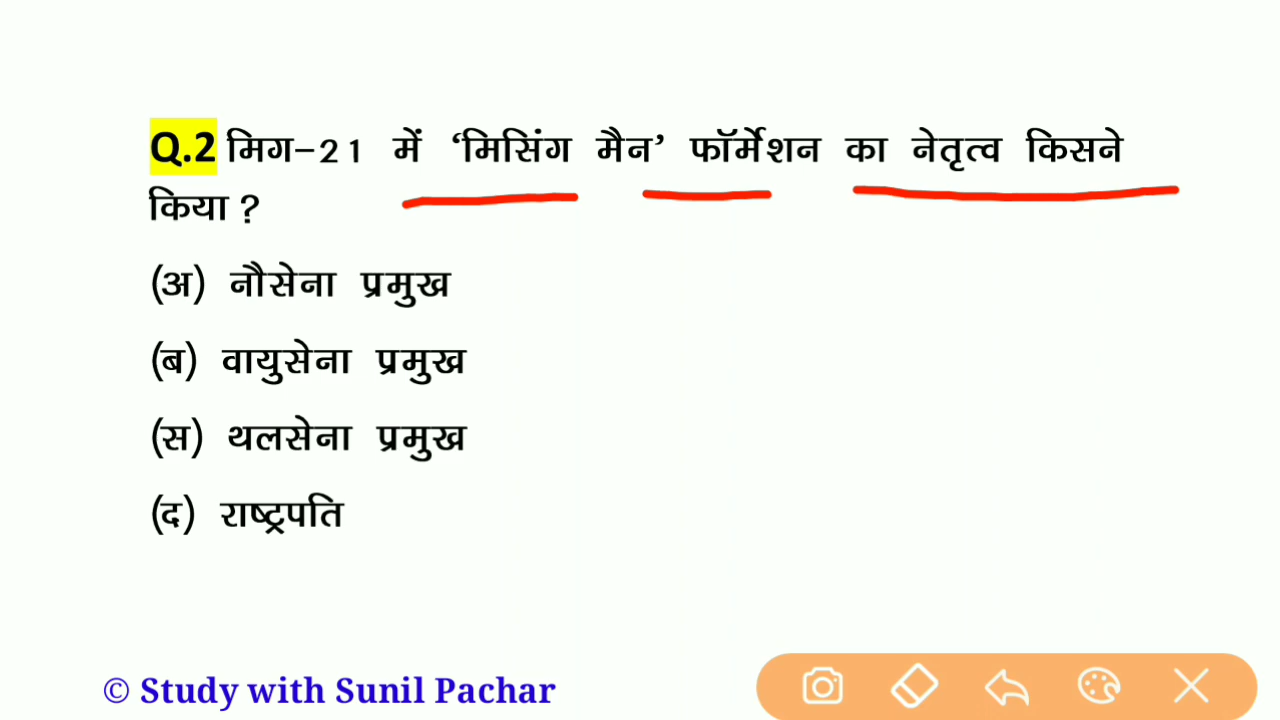 Q.2 मिग-21 में ‘मिसिंग मैन’ फॉर्मेशन का नेतृत्व किसने
किया ?
(अ) नौसेना प्रमुख
(ब) वायुसेना प्रमुख
(स) थलसेना प्रमुख
(द) राष्ट्रपति
© Study with Sunil Pachar